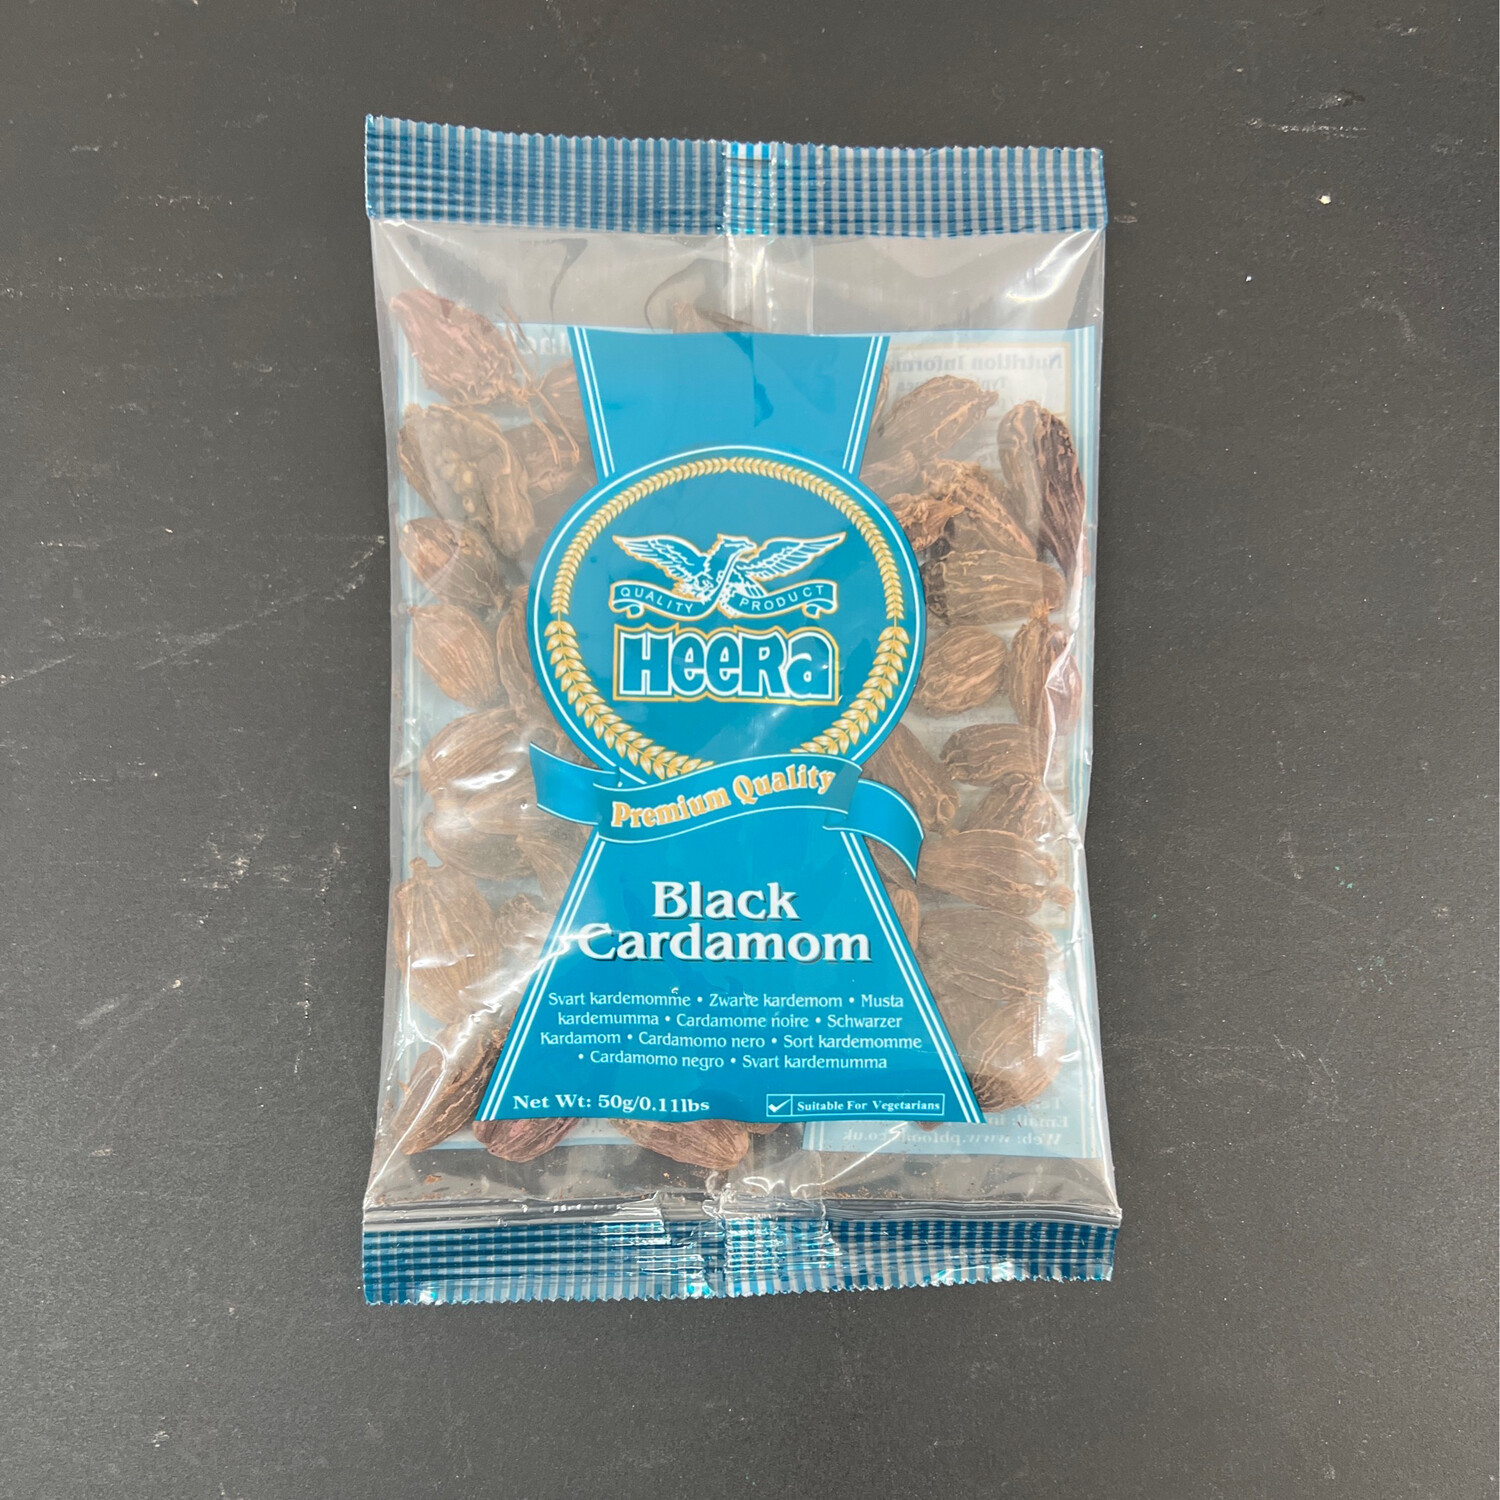 QUALITY PRODUCT
HeeRa
Premium Quality
Black
Cardamom
Svart kardemomme • Zwarte kardemom • Musta
kardemumma • Cardamome noire • Schwarzer
Kardamom • Cardamomo nero • Sort kardemomme
• Cardamomo negro • Svart kardemumma
Net Wt: 50g/0.11lbs
Suitable For Vegetarians